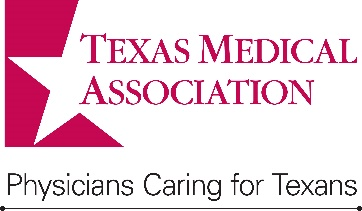 TEXAS MEDICAL
ASSOCIATION
Physicians Caring for Texans